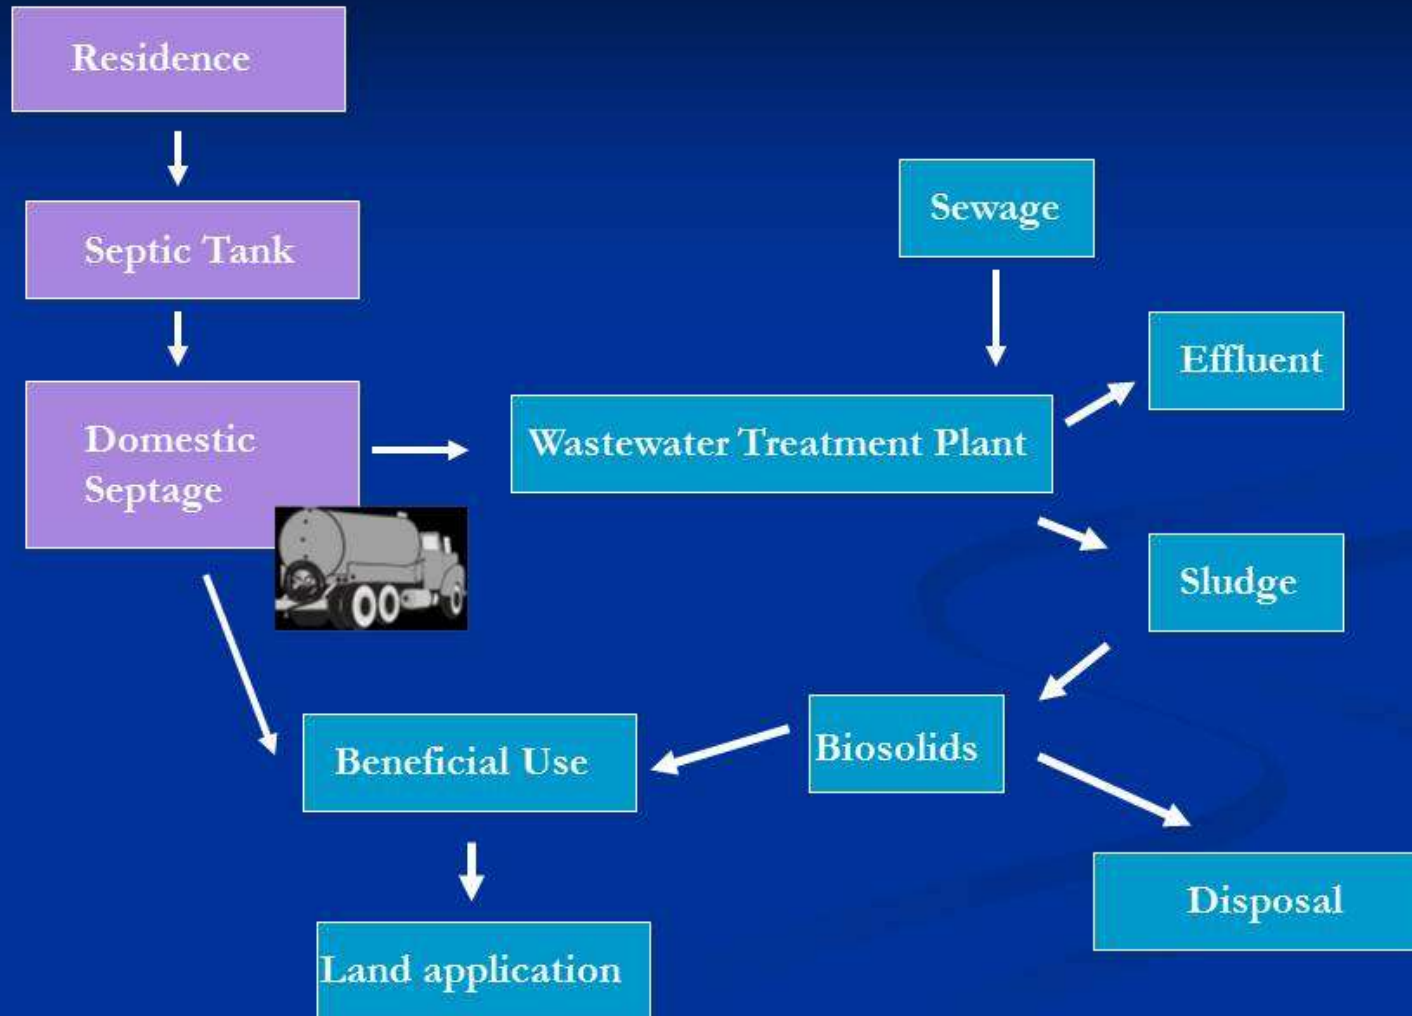 Residence
Septic Tank
Domestic
Septage
Sewage
Wastewater Treatment Plant
Effluent
Sludge
Biosolids
Beneficial Use
Disposal
Land application